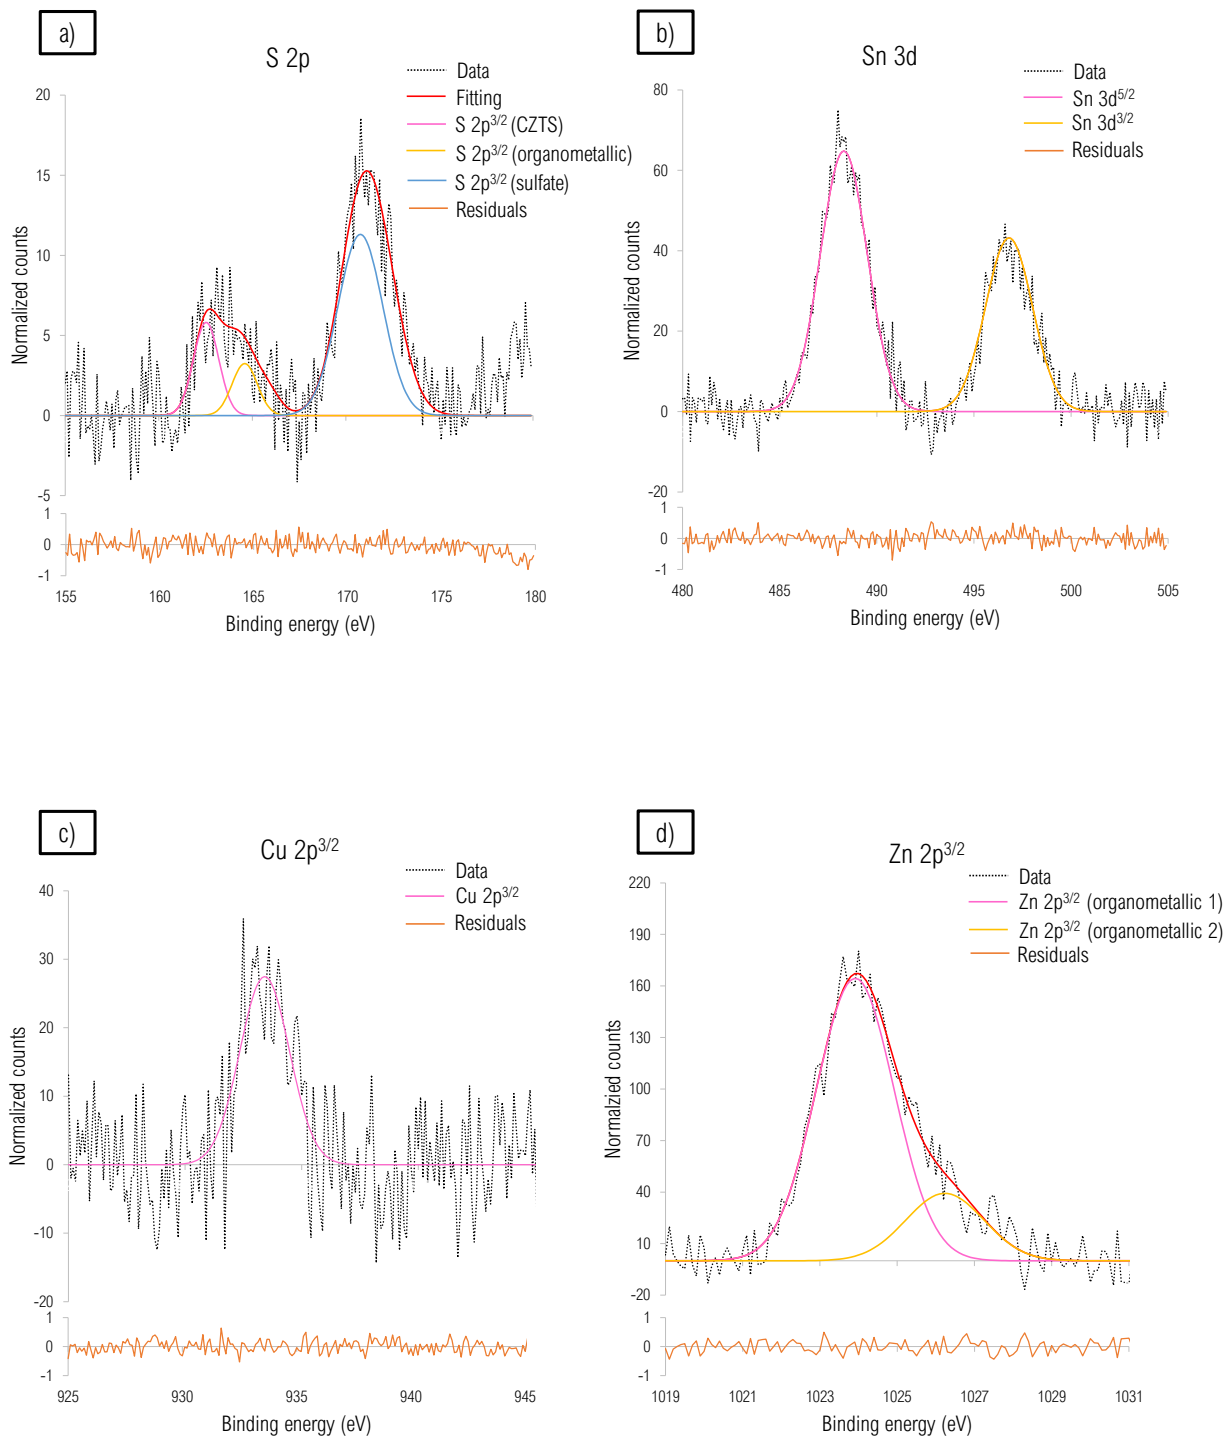 a)
S 2p
Data
Fitting
S 2p3/2 (CZTS)
S 2p3/2 (organometallic)
S 2p3/2 (sulfate)
Residuals
Normalized counts
20
15
10
5
0
-5
1
0
-1
155 160 165 170 175 180
Binding energy (eV)
b)
Sn 3d
Data
Sn 3d5/2
Sn 3d3/2
Residuals
Normalized counts
80
60
40
20
0
-20
1
0
-1
480 485 490 495 500 505
Binding energy (eV)
c)
Cu 2p3/2
Data
Cu 2p3/2
Residuals
Normalized counts
40
30
20
10
0
-10
-20
1
0
-1
925 930 935 940 945
Binding energy (eV)
d)
Zn 2p3/2
Data
Zn 2p3/2 (organometallic 1)
Zn 2p3/2 (organometallic 2)
Residuals
Normalzied counts
220
190
160
130
100
70
40
10
-20
1
0
-1
1019 1021 1023 1025 1027 1029 1031
Binding energy (eV)